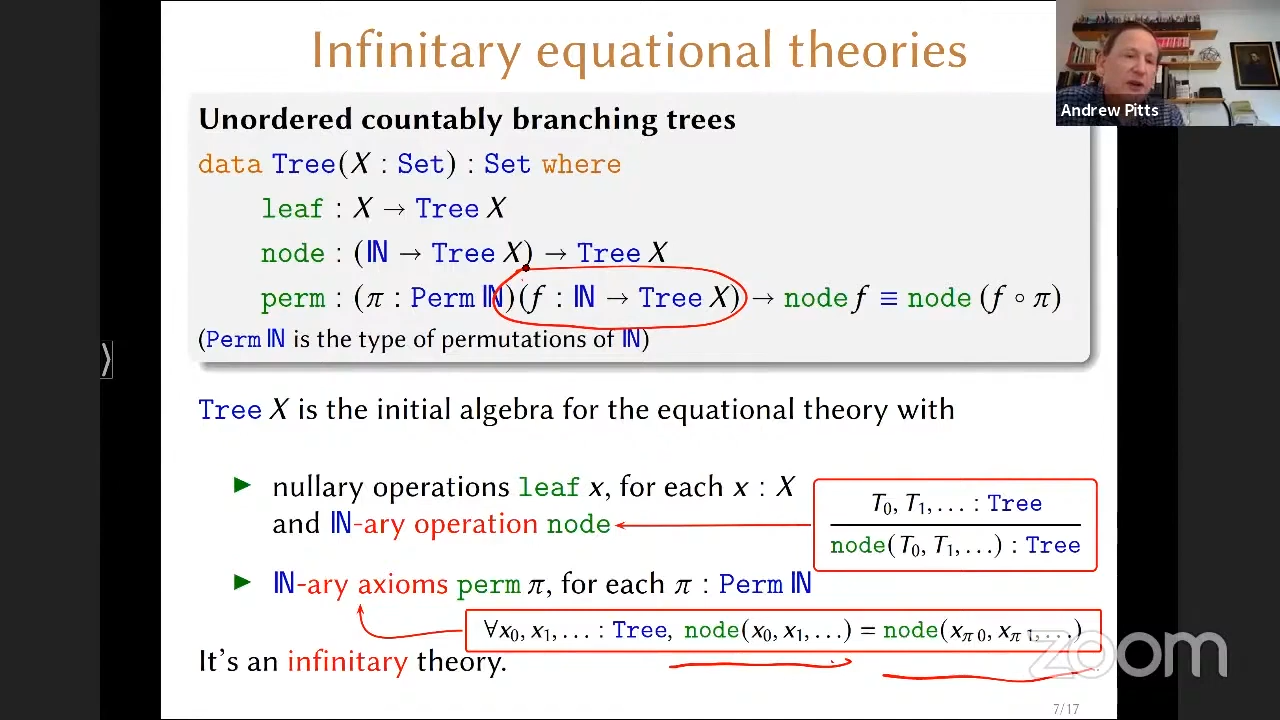 Infinitary equational theories
Andrew Pitts
Unordered countably branching trees
data Tree(X : Set) : Set where
leaf : X → Tree X
node : (ℕ → Tree X) → Tree X
perm : (π : Perm ℕ)(f : ℕ → Tree X) → node f ≡ node (f ∘ π)
(Perm ℕ is the type of permutations of ℕ)
⟩
Tree X is the initial algebra for the equational theory with
▶ nullary operations leaf x, for each x : X
and ℕ-ary operation node
T₀, T₁, . . . : Tree
node(T₀, T₁, . . .) : Tree
▶ ℕ-ary axioms perm π, for each π : Perm ℕ
∀x₀, x₁, . . . : Tree, node(x₀, x₁, . . .) = node(x_{π 0}, x_{π 1}, . . .)
It's an infinitary theory.
zoom
7/17